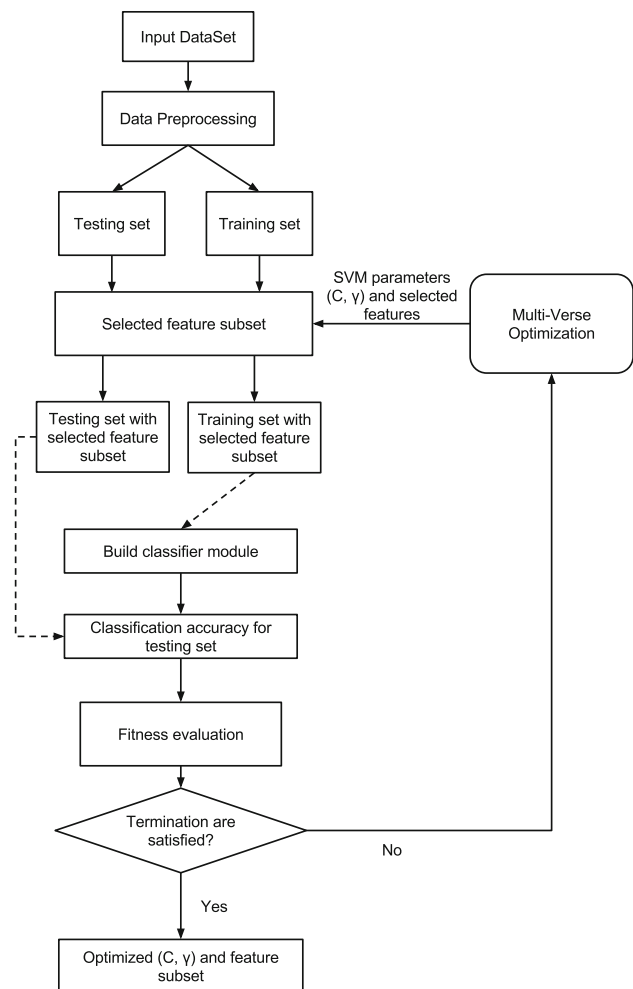 Input DataSet
Data Preprocessing
Testing set
Training set
SVM parameters
(C, γ) and selected
features
Multi-Verse
Optimization
Selected feature subset
Testing set with
selected feature
subset
Training set with
selected feature
subset
Build classifier module
Classification accuracy for
testing set
Fitness evaluation
Termination are
satisfied?
No
Yes
Optimized (C, γ) and feature
subset